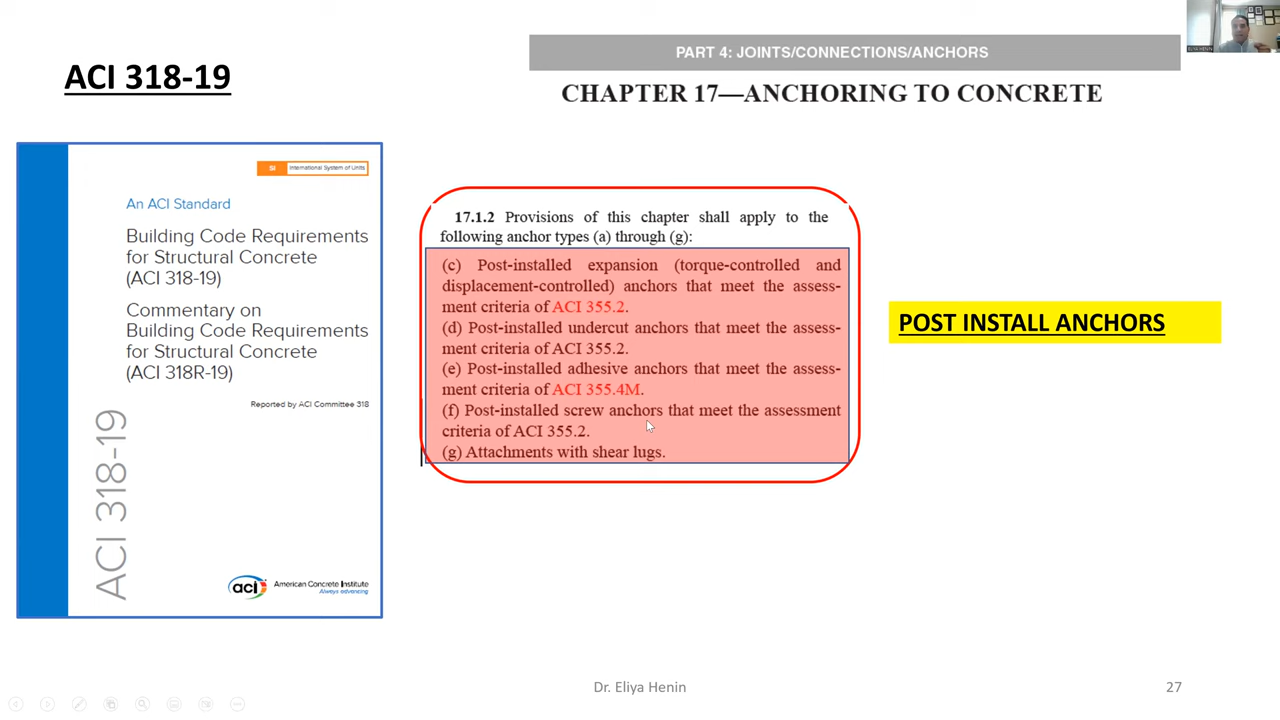 ACI 318-19
PART 4: JOINTS/CONNECTIONS/ANCHORS
CHAPTER 17—ANCHORING TO CONCRETE
SI International System of Units
An ACI Standard
Building Code Requirements
for Structural Concrete
(ACI 318-19)
Commentary on
Building Code Requirements
for Structural Concrete
(ACI 318R-19)
Reported by ACI Committee 318
ACI 318-19
aci American Concrete Institute
Always advancing
17.1.2 Provisions of this chapter shall apply to the
following anchor types (a) through (g):
(c) Post-installed expansion (torque-controlled and
displacement-controlled) anchors that meet the assess-
ment criteria of ACI 355.2.
(d) Post-installed undercut anchors that meet the assess-
ment criteria of ACI 355.2.
(e) Post-installed adhesive anchors that meet the assess-
ment criteria of ACI 355.4M.
(f) Post-installed screw anchors that meet the assessment
criteria of ACI 355.2.
(g) Attachments with shear lugs.
POST INSTALL ANCHORS
Dr. Eliya Henin
27